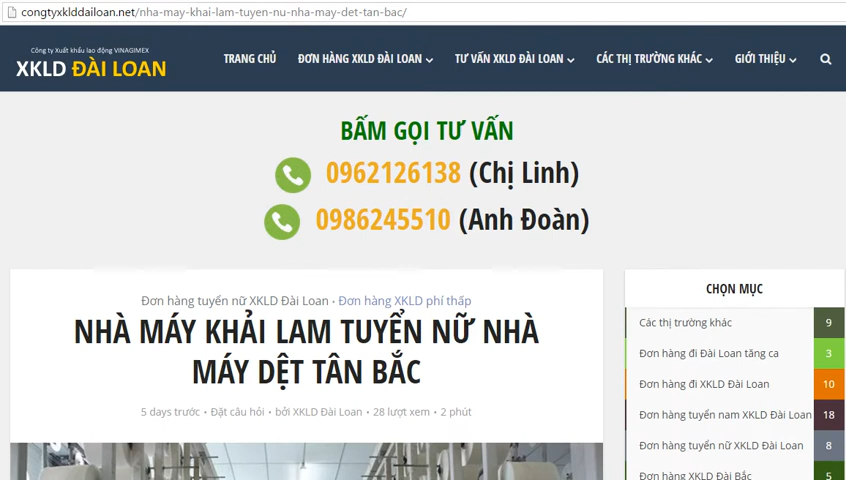 congtyxklddailoan.net/nha-may-khai-lam-tuyen-nu-nha-may-det-tan-bac/
Công ty Xuất khẩu lao động VINAGIMEX
XKLD ĐÀI LOAN
TRANG CHỦ
ĐƠN HÀNG XKLD ĐÀI LOAN
TƯ VẤN XKLD ĐÀI LOAN
CÁC THỊ TRƯỜNG KHÁC
GIỚI THIỆU
BẤM GỌI TƯ VẤN
0962126138 (Chị Linh)
0986245510 (Anh Đoàn)
Đơn hàng tuyển nữ XKLD Đài Loan • Đơn hàng XKLD phí thấp
NHÀ MÁY KHẢI LAM TUYỂN NỮ NHÀ
MÁY DỆT TÂN BẮC
5 days trước • Đặt câu hỏi • bởi XKLD Đài Loan • 28 lượt xem • 2 phút
CHỌN MỤC
Các thị trường khác 9
Đơn hàng đi Đài Loan tăng ca 3
Đơn hàng đi XKLD Đài Loan 10
Đơn hàng tuyển nam XKLD Đài Loan 18
Đơn hàng tuyển nữ XKLD Đài Loan 8
Đơn hàng XKLD Đài Bắc 5